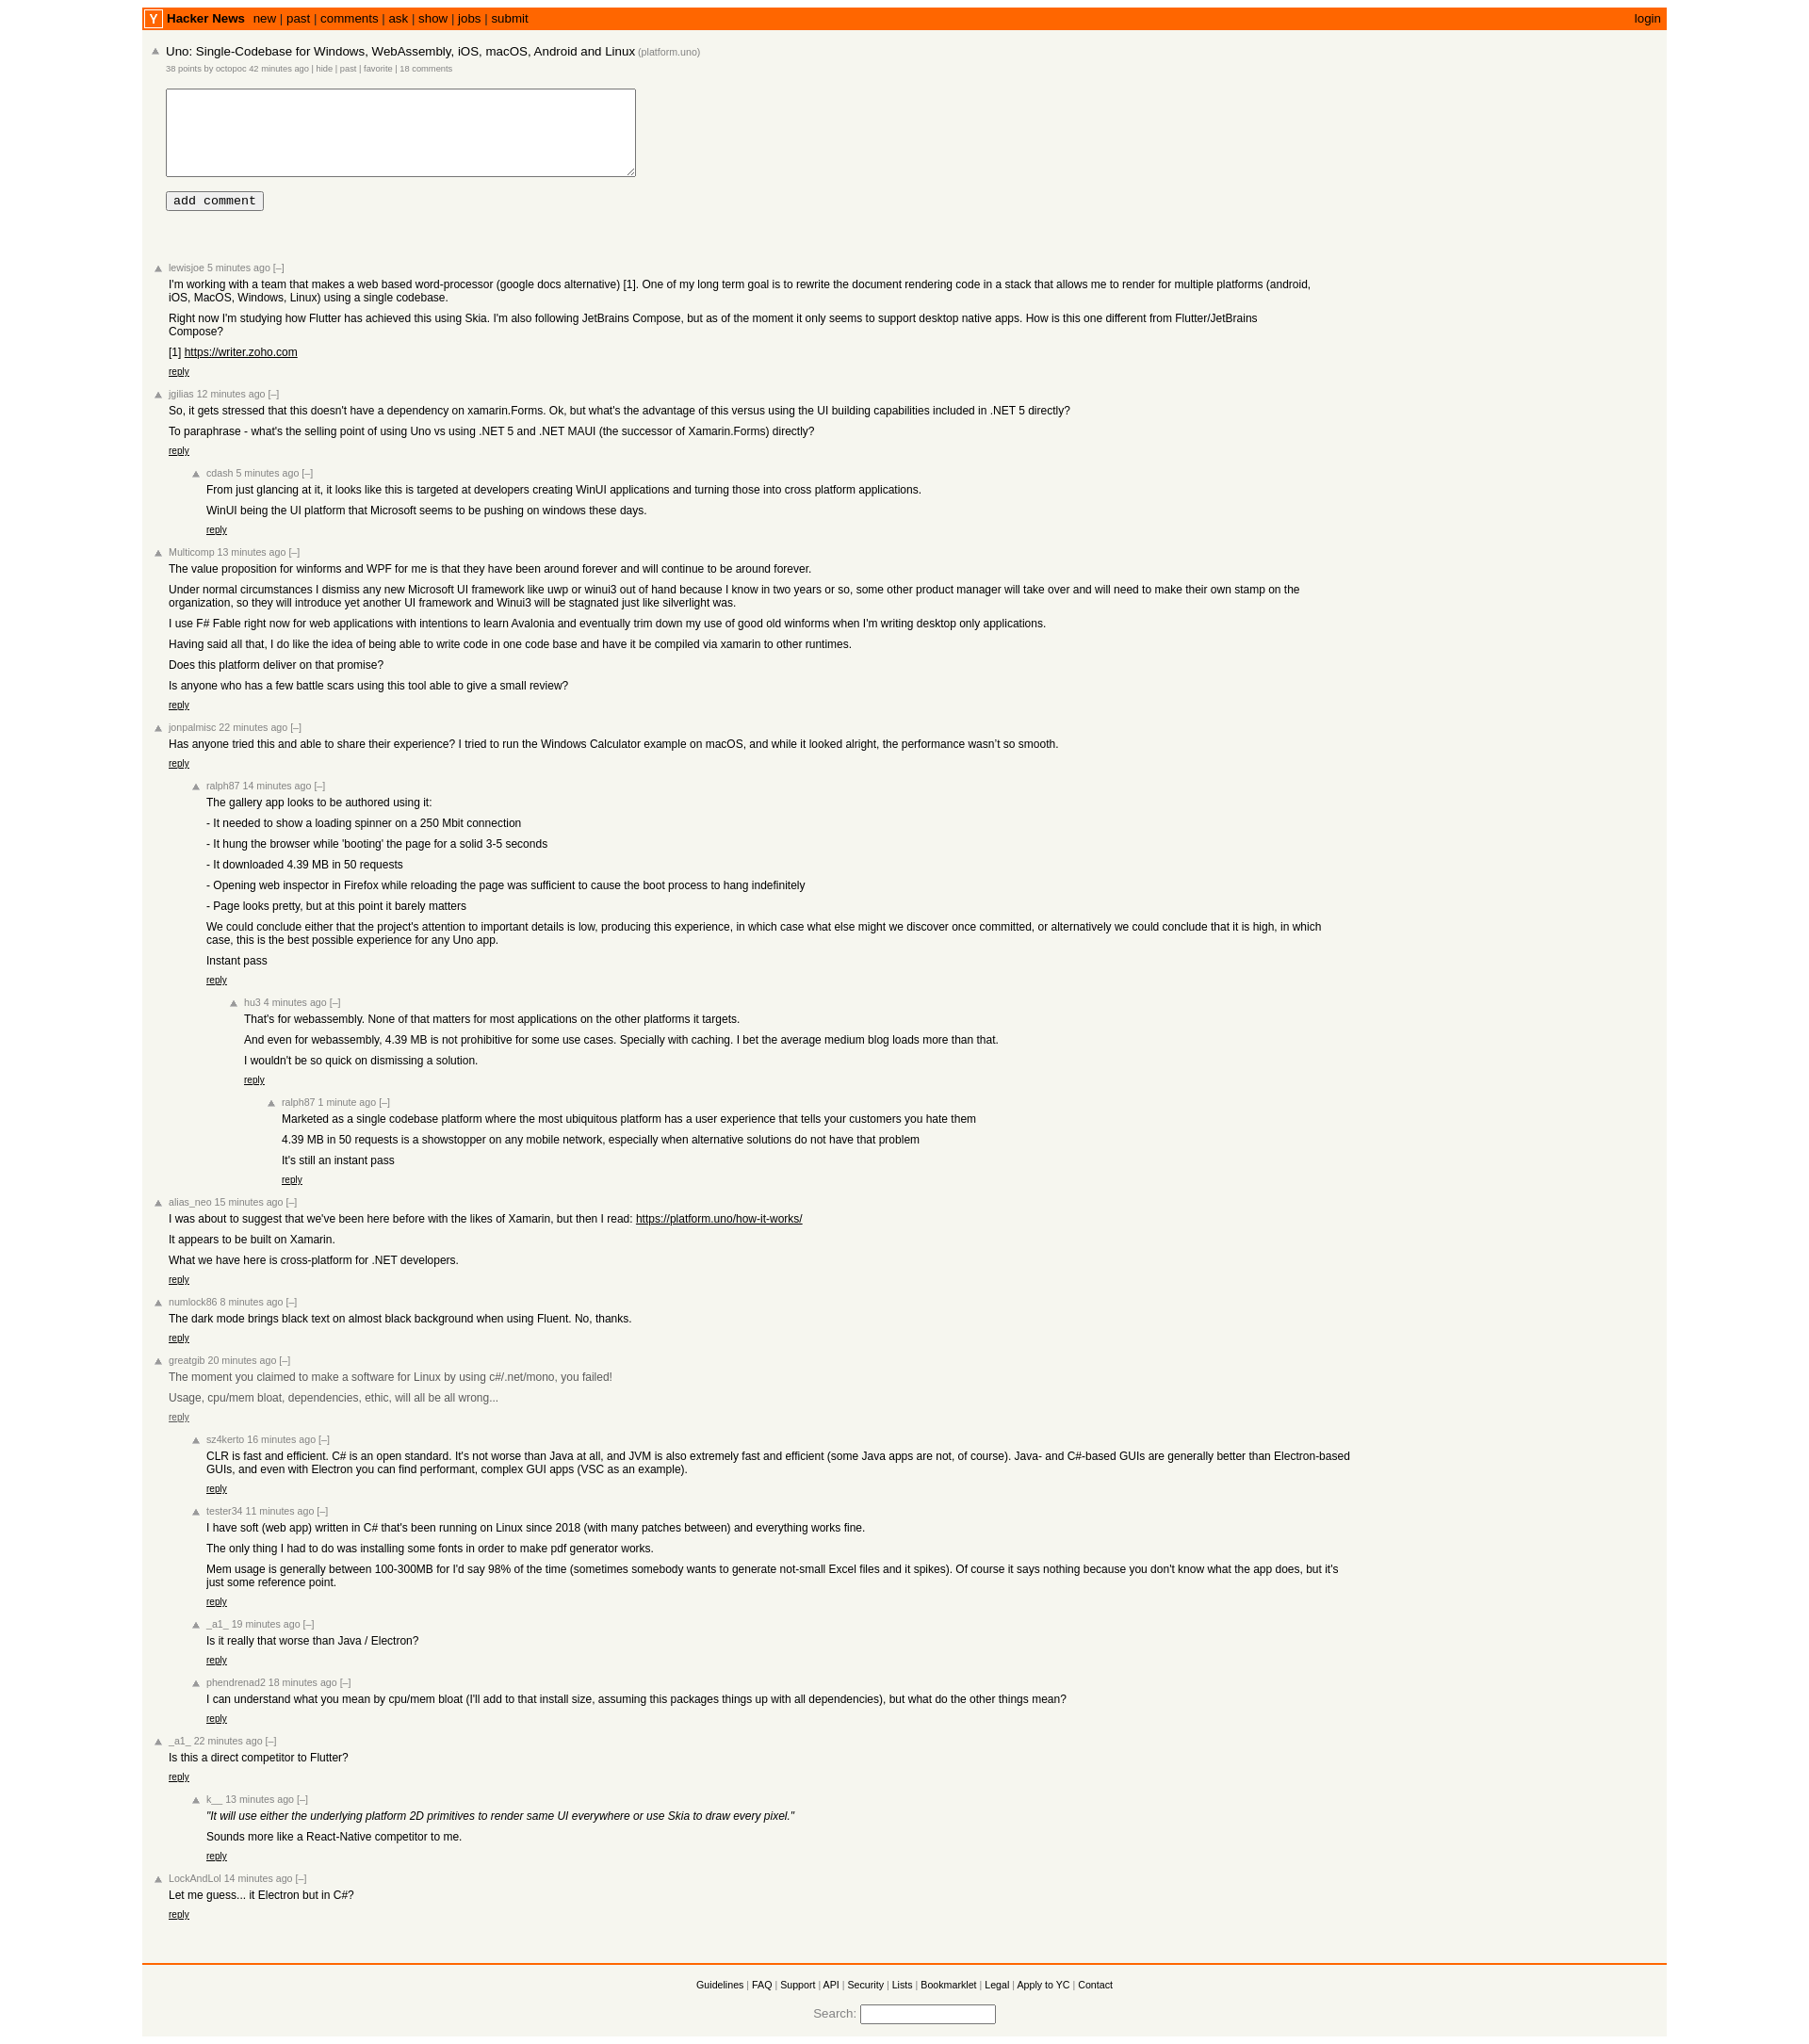 Y Hacker News new | past | comments | ask | show | jobs | submit login
Uno: Single-Codebase for Windows, WebAssembly, iOS, macOS, Android and Linux (platform.uno)
38 points by octopoc 42 minutes ago | hide | past | favorite | 18 comments
add comment
lewisjoe 5 minutes ago [–]
I'm working with a team that makes a web based word-processor (google docs alternative) [1]. One of my long term goal is to rewrite the document rendering code in a stack that allows me to render for multiple platforms (android,
iOS, MacOS, Windows, Linux) using a single codebase.
Right now I'm studying how Flutter has achieved this using Skia. I'm also following JetBrains Compose, but as of the moment it only seems to support desktop native apps. How is this one different from Flutter/JetBrains
Compose?
[1] https://writer.zoho.com
reply
jgilias 12 minutes ago [–]
So, it gets stressed that this doesn't have a dependency on xamarin.Forms. Ok, but what's the advantage of this versus using the UI building capabilities included in .NET 5 directly?
To paraphrase - what's the selling point of using Uno vs using .NET 5 and .NET MAUI (the successor of Xamarin.Forms) directly?
reply
cdash 5 minutes ago [–]
From just glancing at it, it looks like this is targeted at developers creating WinUI applications and turning those into cross platform applications.
WinUI being the UI platform that Microsoft seems to be pushing on windows these days.
reply
Multicomp 13 minutes ago [–]
The value proposition for winforms and WPF for me is that they have been around forever and will continue to be around forever.
Under normal circumstances I dismiss any new Microsoft UI framework like uwp or winui3 out of hand because I know in two years or so, some other product manager will take over and will need to make their own stamp on the
organization, so they will introduce yet another UI framework and Winui3 will be stagnated just like silverlight was.
I use F# Fable right now for web applications with intentions to learn Avalonia and eventually trim down my use of good old winforms when I'm writing desktop only applications.
Having said all that, I do like the idea of being able to write code in one code base and have it be compiled via xamarin to other runtimes.
Does this platform deliver on that promise?
Is anyone who has a few battle scars using this tool able to give a small review?
reply
jonpalmisc 22 minutes ago [–]
Has anyone tried this and able to share their experience? I tried to run the Windows Calculator example on macOS, and while it looked alright, the performance wasn't so smooth.
reply
ralph87 14 minutes ago [–]
The gallery app looks to be authored using it:
- It needed to show a loading spinner on a 250 Mbit connection
- It hung the browser while 'booting' the page for a solid 3-5 seconds
- It downloaded 4.39 MB in 50 requests
- Opening web inspector in Firefox while reloading the page was sufficient to cause the boot process to hang indefinitely
- Page looks pretty, but at this point it barely matters
We could conclude either that the project's attention to important details is low, producing this experience, in which case what else might we discover once committed, or alternatively we could conclude that it is high, in which
case, this is the best possible experience for any Uno app.
Instant pass
reply
hu3 4 minutes ago [–]
That's for webassembly. None of that matters for most applications on the other platforms it targets.
And even for webassembly, 4.39 MB is not prohibitive for some use cases. Specially with caching. I bet the average medium blog loads more than that.
I wouldn't be so quick on dismissing a solution.
reply
ralph87 1 minute ago [–]
Marketed as a single codebase platform where the most ubiquitous platform has a user experience that tells your customers you hate them
4.39 MB in 50 requests is a showstopper on any mobile network, especially when alternative solutions do not have that problem
It's still an instant pass
reply
alias_neo 15 minutes ago [–]
I was about to suggest that we've been here before with the likes of Xamarin, but then I read: https://platform.uno/how-it-works/
It appears to be built on Xamarin.
What we have here is cross-platform for .NET developers.
reply
numlock86 8 minutes ago [–]
The dark mode brings black text on almost black background when using Fluent. No, thanks.
reply
greatgib 20 minutes ago [–]
The moment you claimed to make a software for Linux by using c#/.net/mono, you failed!
Usage, cpu/mem bloat, dependencies, ethic, will all be all wrong...
reply
sz4kerto 16 minutes ago [–]
CLR is fast and efficient. C# is an open standard. It's not worse than Java at all, and JVM is also extremely fast and efficient (some Java apps are not, of course). Java- and C#-based GUIs are generally better than Electron-based
GUIs, and even with Electron you can find performant, complex GUI apps (VSC as an example).
reply
tester34 11 minutes ago [–]
I have soft (web app) written in C# that's been running on Linux since 2018 (with many patches between) and everything works fine.
The only thing I had to do was installing some fonts in order to make pdf generator works.
Mem usage is generally between 100-300MB for I'd say 98% of the time (sometimes somebody wants to generate not-small Excel files and it spikes). Of course it says nothing because you don't know what the app does, but it's
just some reference point.
reply
_a1_ 19 minutes ago [–]
Is it really that worse than Java / Electron?
reply
phendrenad2 18 minutes ago [–]
I can understand what you mean by cpu/mem bloat (I'll add to that install size, assuming this packages things up with all dependencies), but what do the other things mean?
reply
_a1_ 22 minutes ago [–]
Is this a direct competitor to Flutter?
reply
k__ 13 minutes ago [–]
"It will use either the underlying platform 2D primitives to render same UI everywhere or use Skia to draw every pixel."
Sounds more like a React-Native competitor to me.
reply
LockAndLol 14 minutes ago [–]
Let me guess... it Electron but in C#?
reply
Guidelines | FAQ | Support | API | Security | Lists | Bookmarklet | Legal | Apply to YC | Contact
Search: